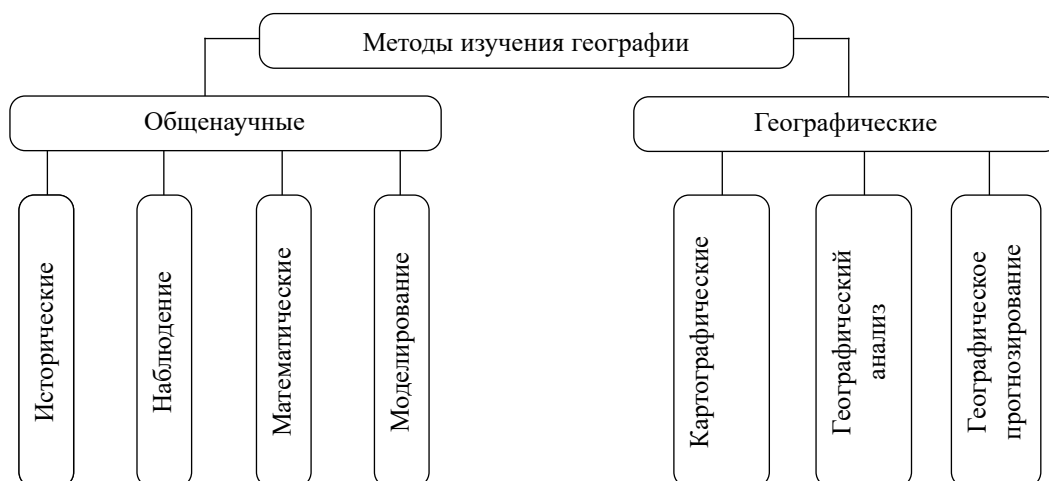 Методы изучения географии
Общенаучные
Географические
Исторические
Наблюдение
Математические
Моделирование
Картографические
Географический
анализ
Географическое
прогнозирование